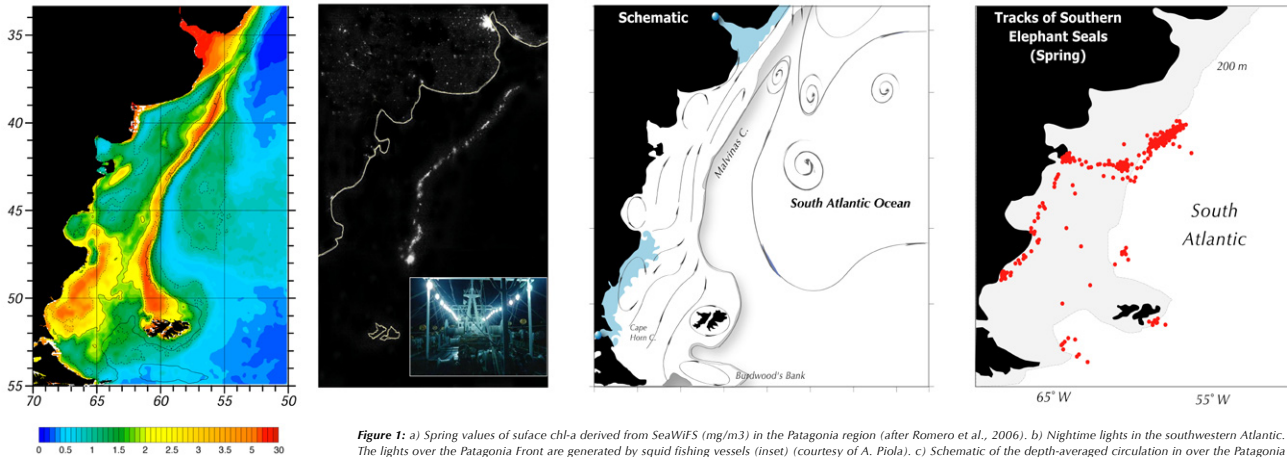 35
40
45
50
55
70
65
60
55
50
0
0.5
1
1.5
2
2.5
3
3.5
5
30
Schematic
Malvinas C.
South Atlantic Ocean
Cape
Horn C.
Burdwood's Bank
Tracks of Southern
Elephant Seals
(Spring)
200 m
South
Atlantic
65° W
55° W
Figure 1: a) Spring values of suface chl-a derived from SeaWiFS (mg/m3) in the Patagonia region (after Romero et al., 2006). b) Nightime lights in the southwestern Atlantic.
The lights over the Patagonia Front are generated by squid fishing vessels (inset) (courtesy of A. Piola). c) Schematic of the depth-averaged circulation in over the Patagonia